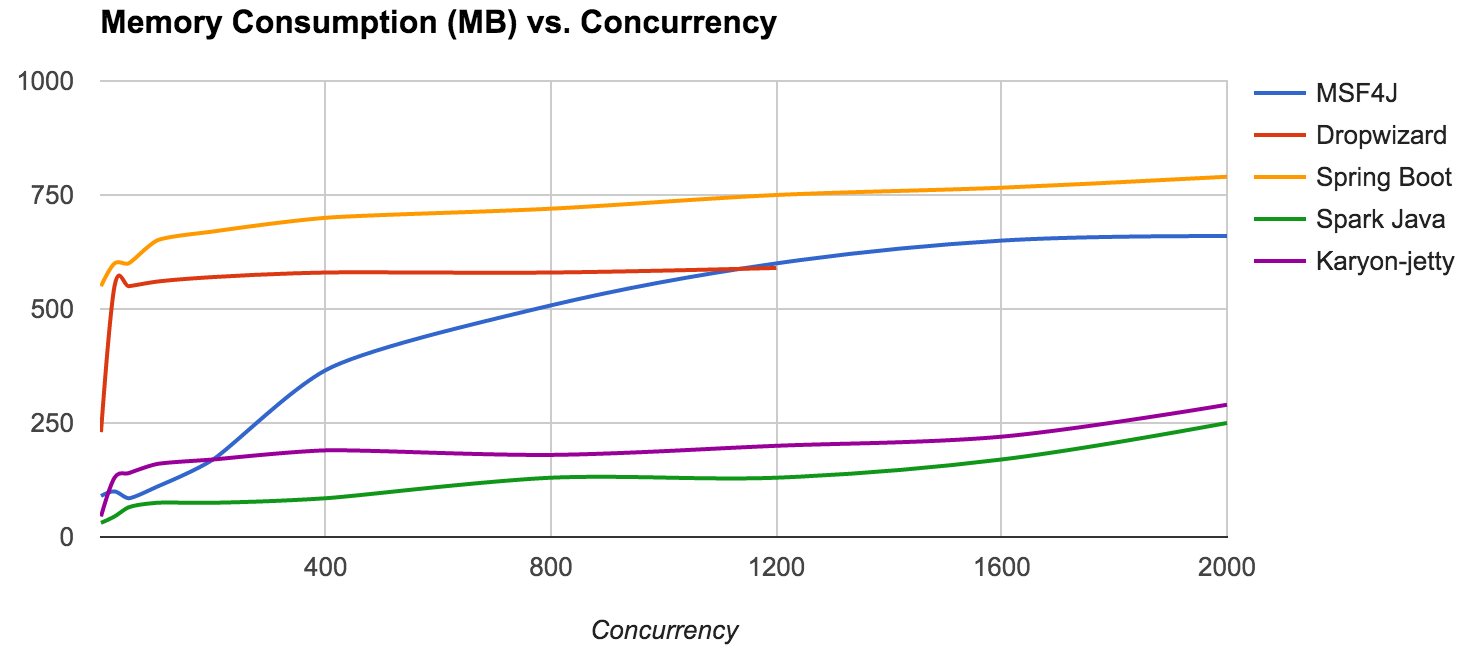 Memory Consumption (MB) vs. Concurrency
1000
750
500
250
0
400 800 1200 1600 2000
Concurrency
MSF4J
Dropwizard
Spring Boot
Spark Java
Karyon-jetty